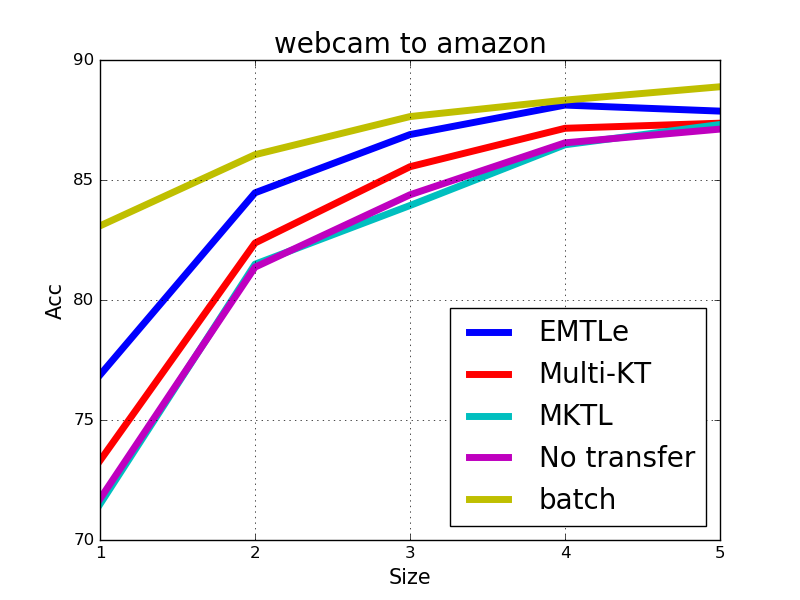 webcam to amazon
90
85
80
75
70
Acc
1
2
3
4
5
Size
EMTLe
Multi-KT
MKTL
No transfer
batch